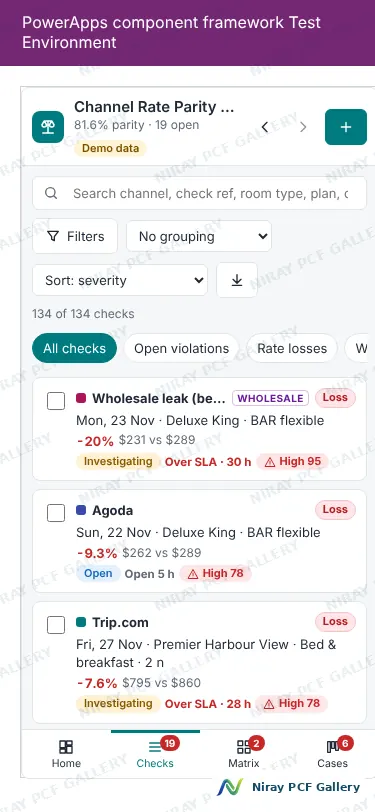 PowerApps component framework Test
Environment
Channel Rate Parity ...
81.6% parity · 19 open
Demo data
Search channel, check ref, room type, plan, c
Filters
No grouping
Sort: severity
134 of 134 checks
All checks
Open violations
Rate losses
W
Wholesale leak (be... WHOLESALE Loss
Mon, 23 Nov · Deluxe King · BAR flexible
-20% $231 vs $289
Investigating Over SLA · 30 h High 95
Agoda Loss
Sun, 22 Nov · Deluxe King · BAR flexible
-9.3% $262 vs $289
Open Open 5 h High 78
Trip.com Loss
Fri, 27 Nov · Premier Harbour View · Bed &
breakfast · 2 n
-7.6% $795 vs $860
Investigating Over SLA · 28 h High 78
19 2 6
Home Checks Matrix Cases
Niray PCF Gallery
NIRAY PCF GALLERY